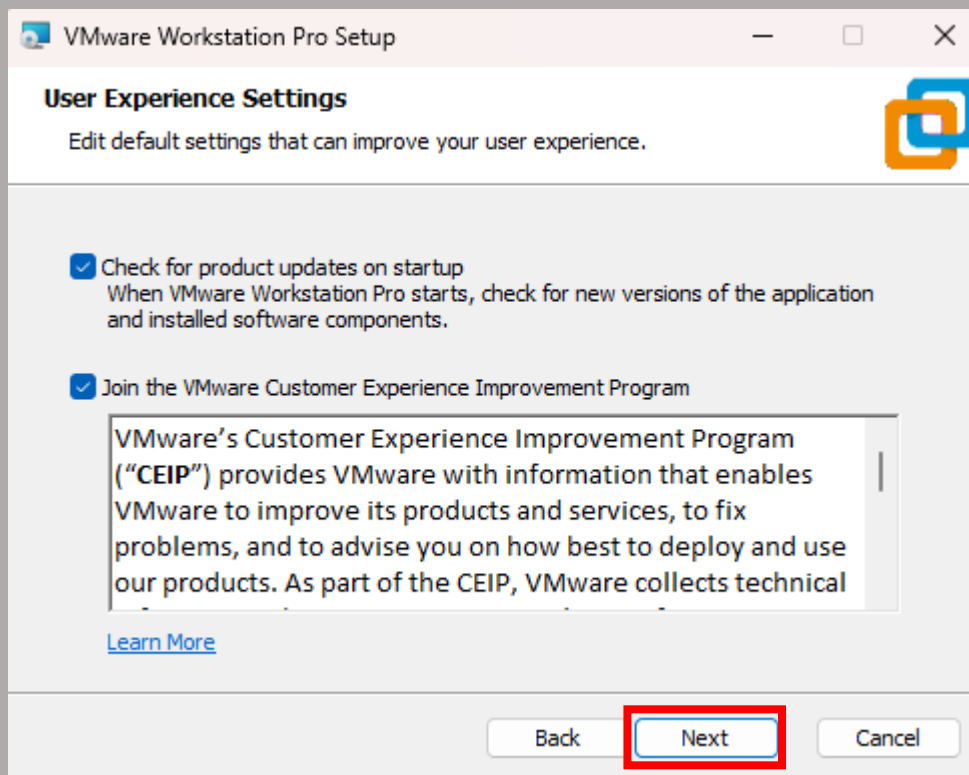 VMware Workstation Pro Setup
User Experience Settings
Edit default settings that can improve your user experience.
Check for product updates on startup
When VMware Workstation Pro starts, check for new versions of the application
and installed software components.
Join the VMware Customer Experience Improvement Program
VMware’s Customer Experience Improvement Program
(“CEIP”) provides VMware with information that enables
VMware to improve its products and services, to fix
problems, and to advise you on how best to deploy and use
our products. As part of the CEIP, VMware collects technical
Learn More
Back Next Cancel